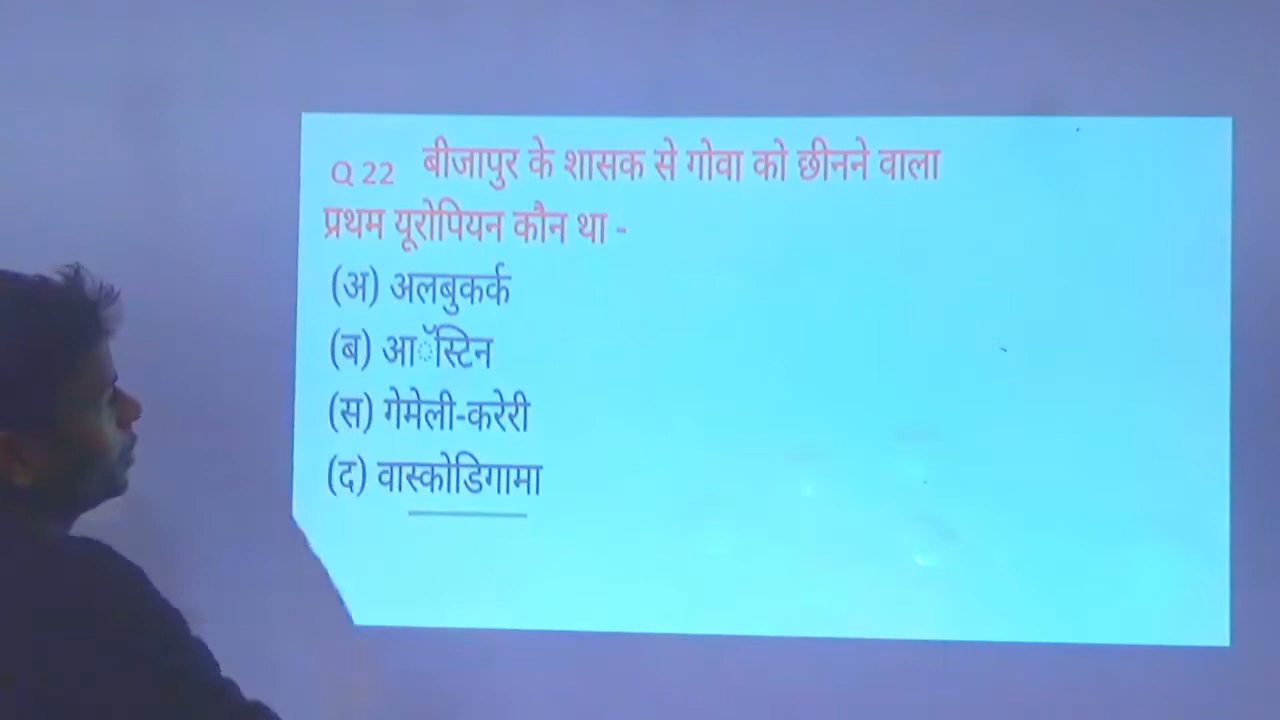 Q 22 बीजापुर के शासक से गोवा को छीनने वाला
प्रथम यूरोपियन कौन था -
(अ) अलबुकर्क
(ब) आॅस्टिन
(स) गेमेली-करेरी
(द) वास्कोडिगामा